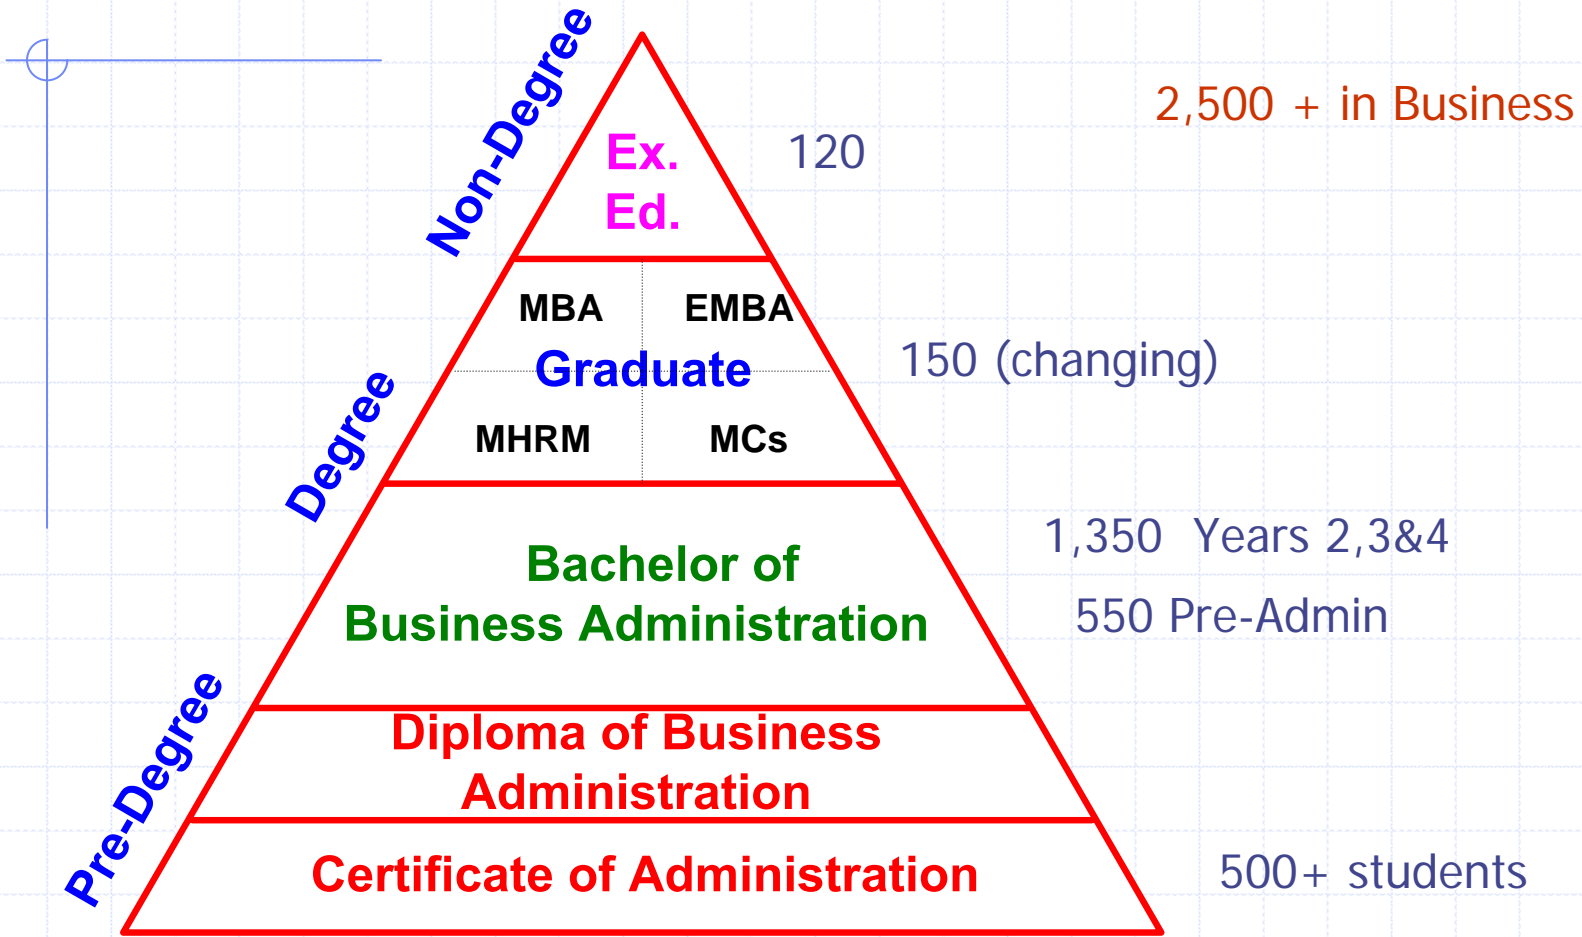 Non-Degree
2,500 + in Business
Ex.
Ed.
120
MBA
EMBA
Graduate
150 (changing)
Degree
MHRM
MCs
1,350  Years 2,3&4
Bachelor of
Business Administration
550 Pre-Admin
Pre-Degree
Diploma of Business
Administration
Certificate of Administration
500+ students